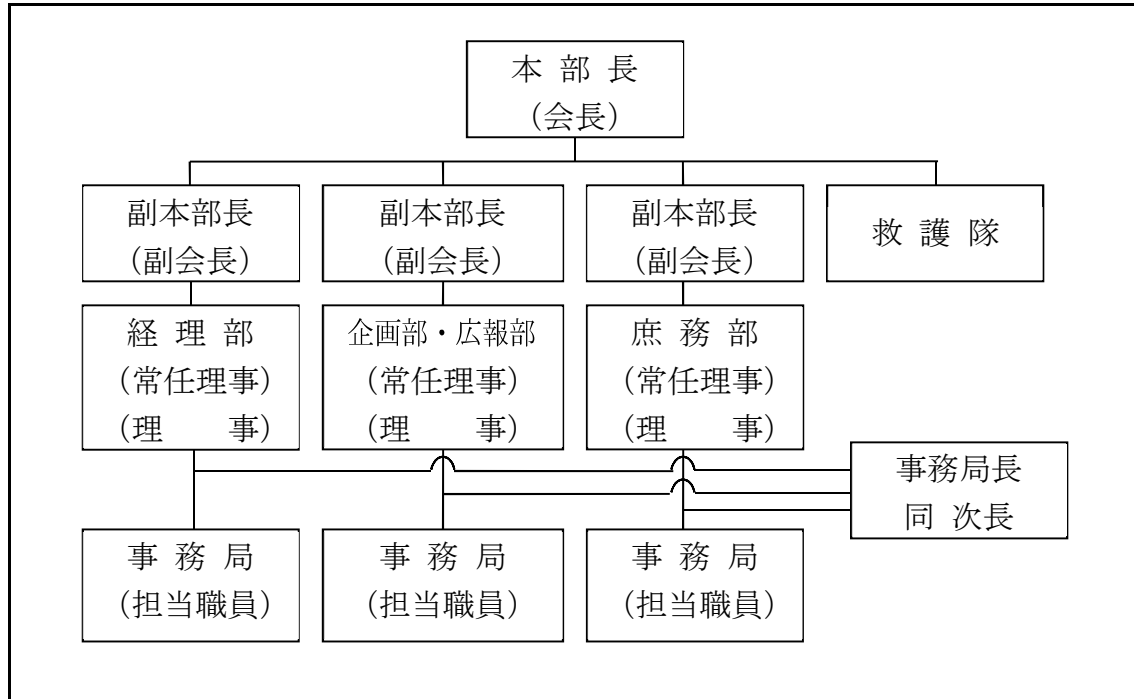 本 部 長
（会長）
副本部長
（副会長）
副本部長
（副会長）
副本部長
（副会長）
救 護 隊
経 理 部
（常任理事）
（理　　事）
企画部・広報部
（常任理事）
（理　　事）
庶 務 部
（常任理事）
（理　　事）
事務局長
同 次長
事 務 局
（担当職員）
事 務 局
（担当職員）
事 務 局
（担当職員）